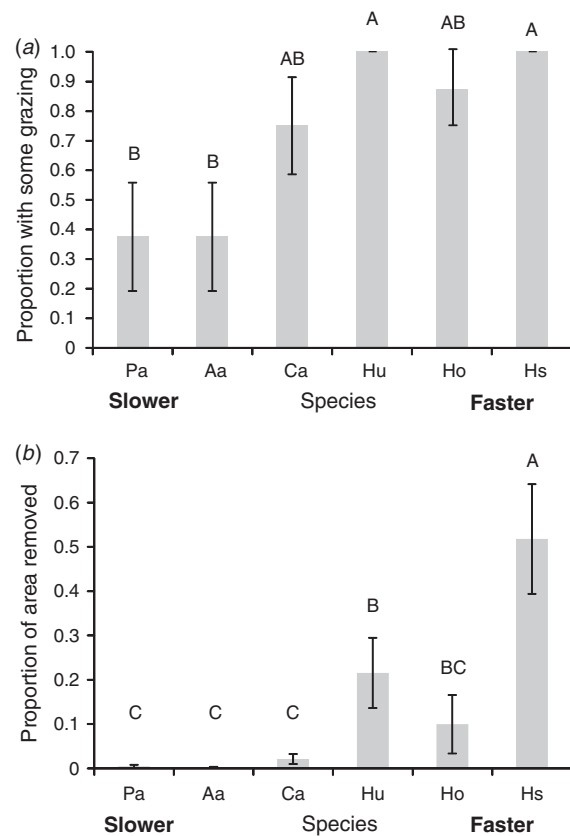 (a)
Proportion with some grazing
1.0
0.9
0.8
0.7
0.6
0.5
0.4
0.3
0.2
0.1
0
B B AB A AB A
Pa Aa Ca Hu Ho Hs
Slower Species Faster
(b)
Proportion of area removed
0.7
0.6
0.5
0.4
0.3
0.2
0.1
0
C C C B BC A
Pa Aa Ca Hu Ho Hs
Slower Species Faster